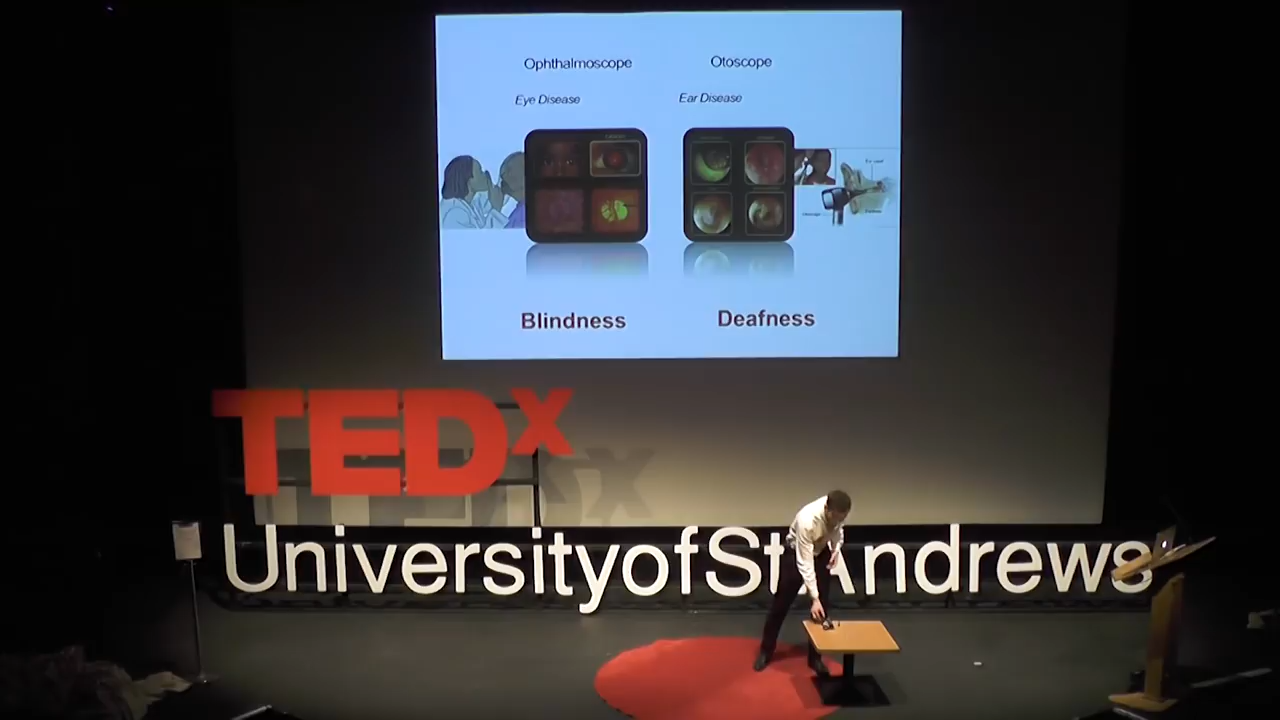 Ophthalmoscope
Otoscope
Eye Disease
Ear Disease
Blindness
Deafness
TEDx
UniversityofStAndrews